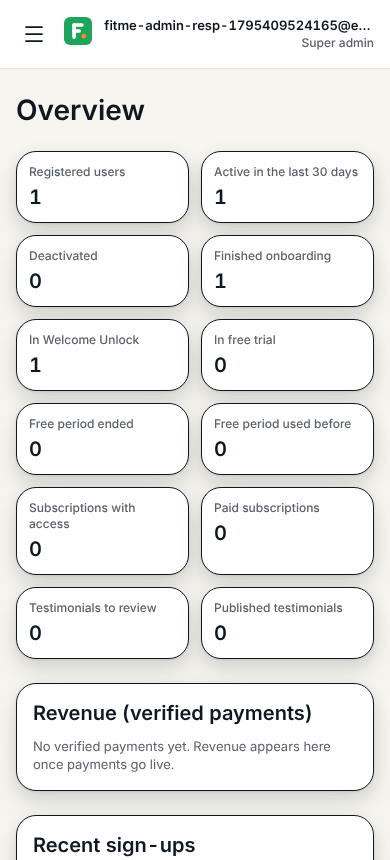 F
fitme-admin-resp-1795409524165@e...
Super admin
Overview
Registered users
1
Active in the last 30 days
1
Deactivated
0
Finished onboarding
1
In Welcome Unlock
1
In free trial
0
Free period ended
0
Free period used before
0
Subscriptions with
access
0
Paid subscriptions
0
Testimonials to review
0
Published testimonials
0
Revenue (verified payments)
No verified payments yet. Revenue appears here
once payments go live.
Recent sign-ups